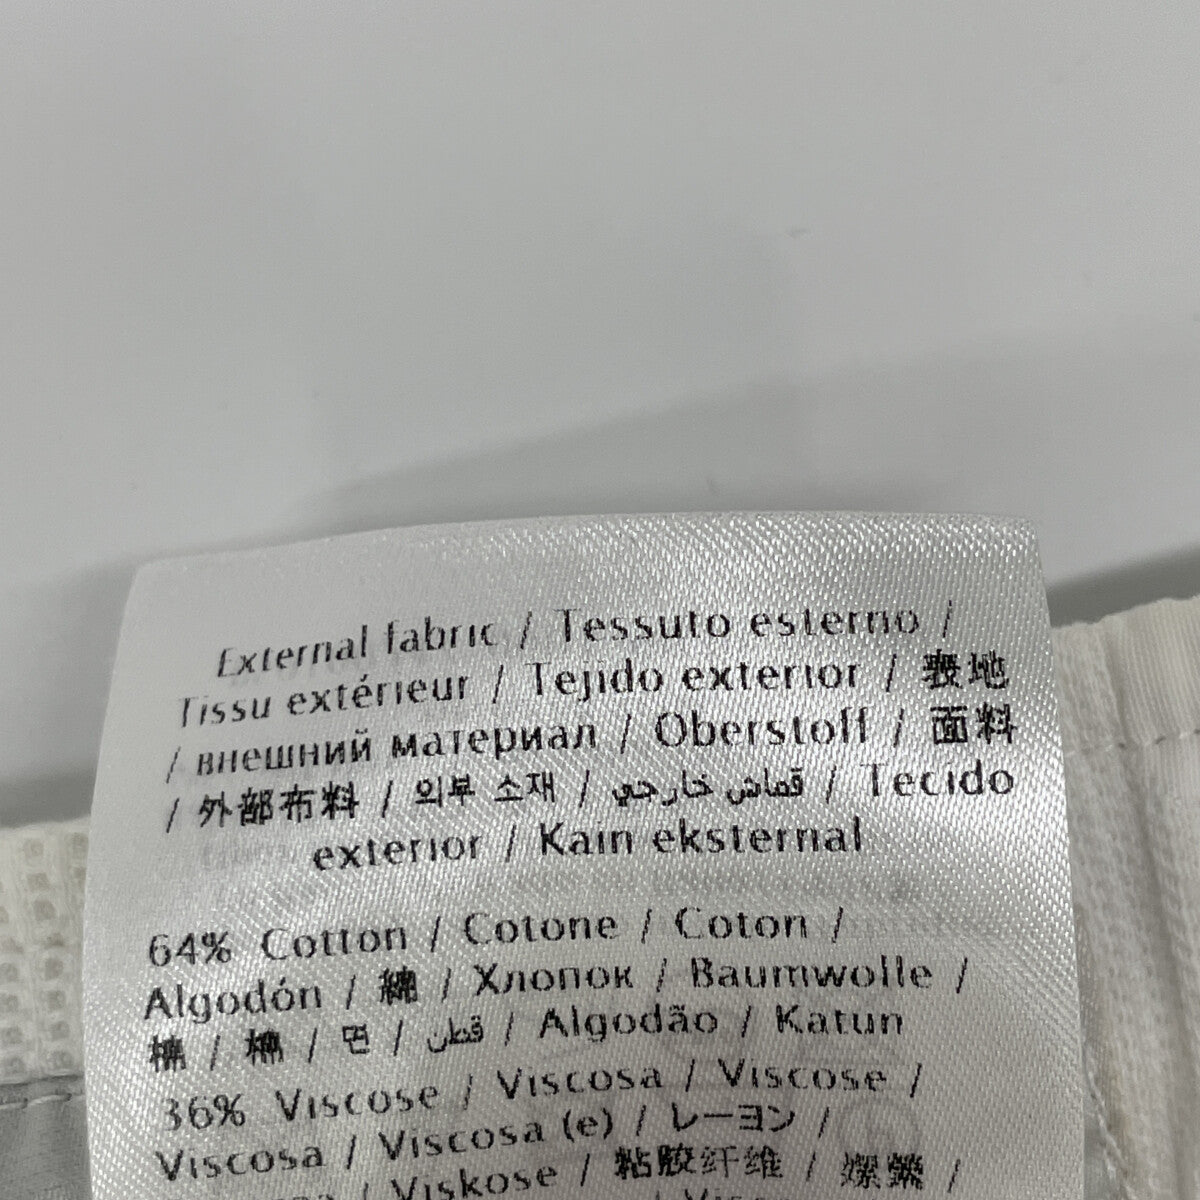 External fabric / Tessuto esterno /
Tissu extérieur / Tejido exterior / 表地
/ внешний материал / Oberstoff / 面料
/ 外部布料 / 외부 소재 / قماش خارجي / Tecido
exterior / Kain eksternal
64% Cotton / Cotone / Coton /
Algodón / 綿 / Хлопок / Baumwolle /
棉 / 棉 / 면 / قطن / Algodão / Katun
36% Viscose / Viscosa / Viscose /
Viscosa / Viscosa (e) / レーヨン /
/ Viskose / 粘胶纤维 / 嫘縈 /